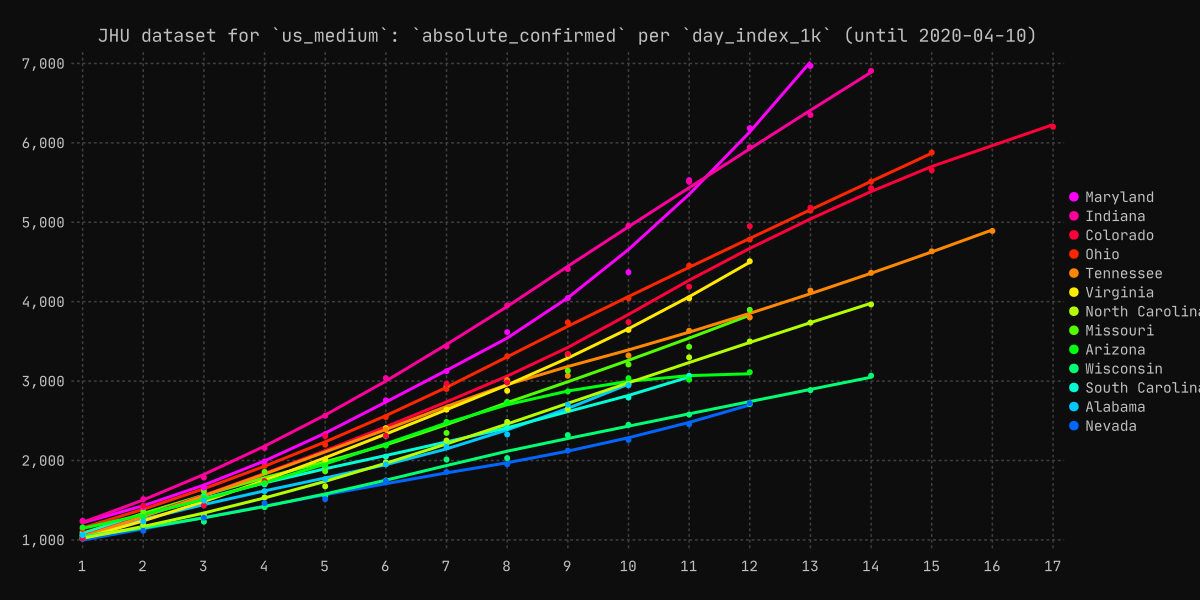 JHU dataset for `us_medium`: `absolute_confirmed` per `day_index_1k` (until 2020-04-10)
7,000
6,000
5,000
4,000
3,000
2,000
1,000
1 2 3 4 5 6 7 8 9 10 11 12 13 14 15 16 17
Maryland
Indiana
Colorado
Ohio
Tennessee
Virginia
North Carolina
Missouri
Arizona
Wisconsin
South Carolina
Alabama
Nevada